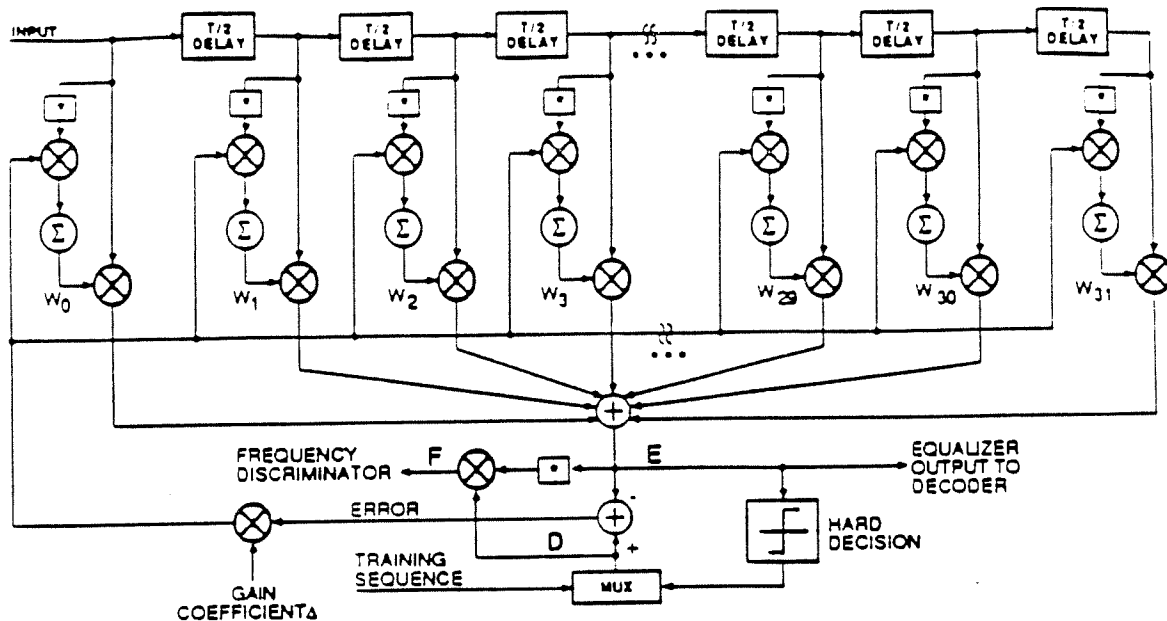 INPUT
T/2 DELAY
T/2 DELAY
T/2 DELAY
T/2 DELAY
T/2 DELAY
T/2 DELAY
* * * * * * *
Σ Σ Σ Σ Σ Σ Σ
W0 W1 W2 W3 W29 W30 W31
+
FREQUENCY
DISCRIMINATOR
F
*
E
EQUALIZER
OUTPUT TO
DECODER
-
ERROR
+
D
+
HARD
DECISION
TRAINING
SEQUENCE
MUX
GAIN
COEFFICIENTΔ